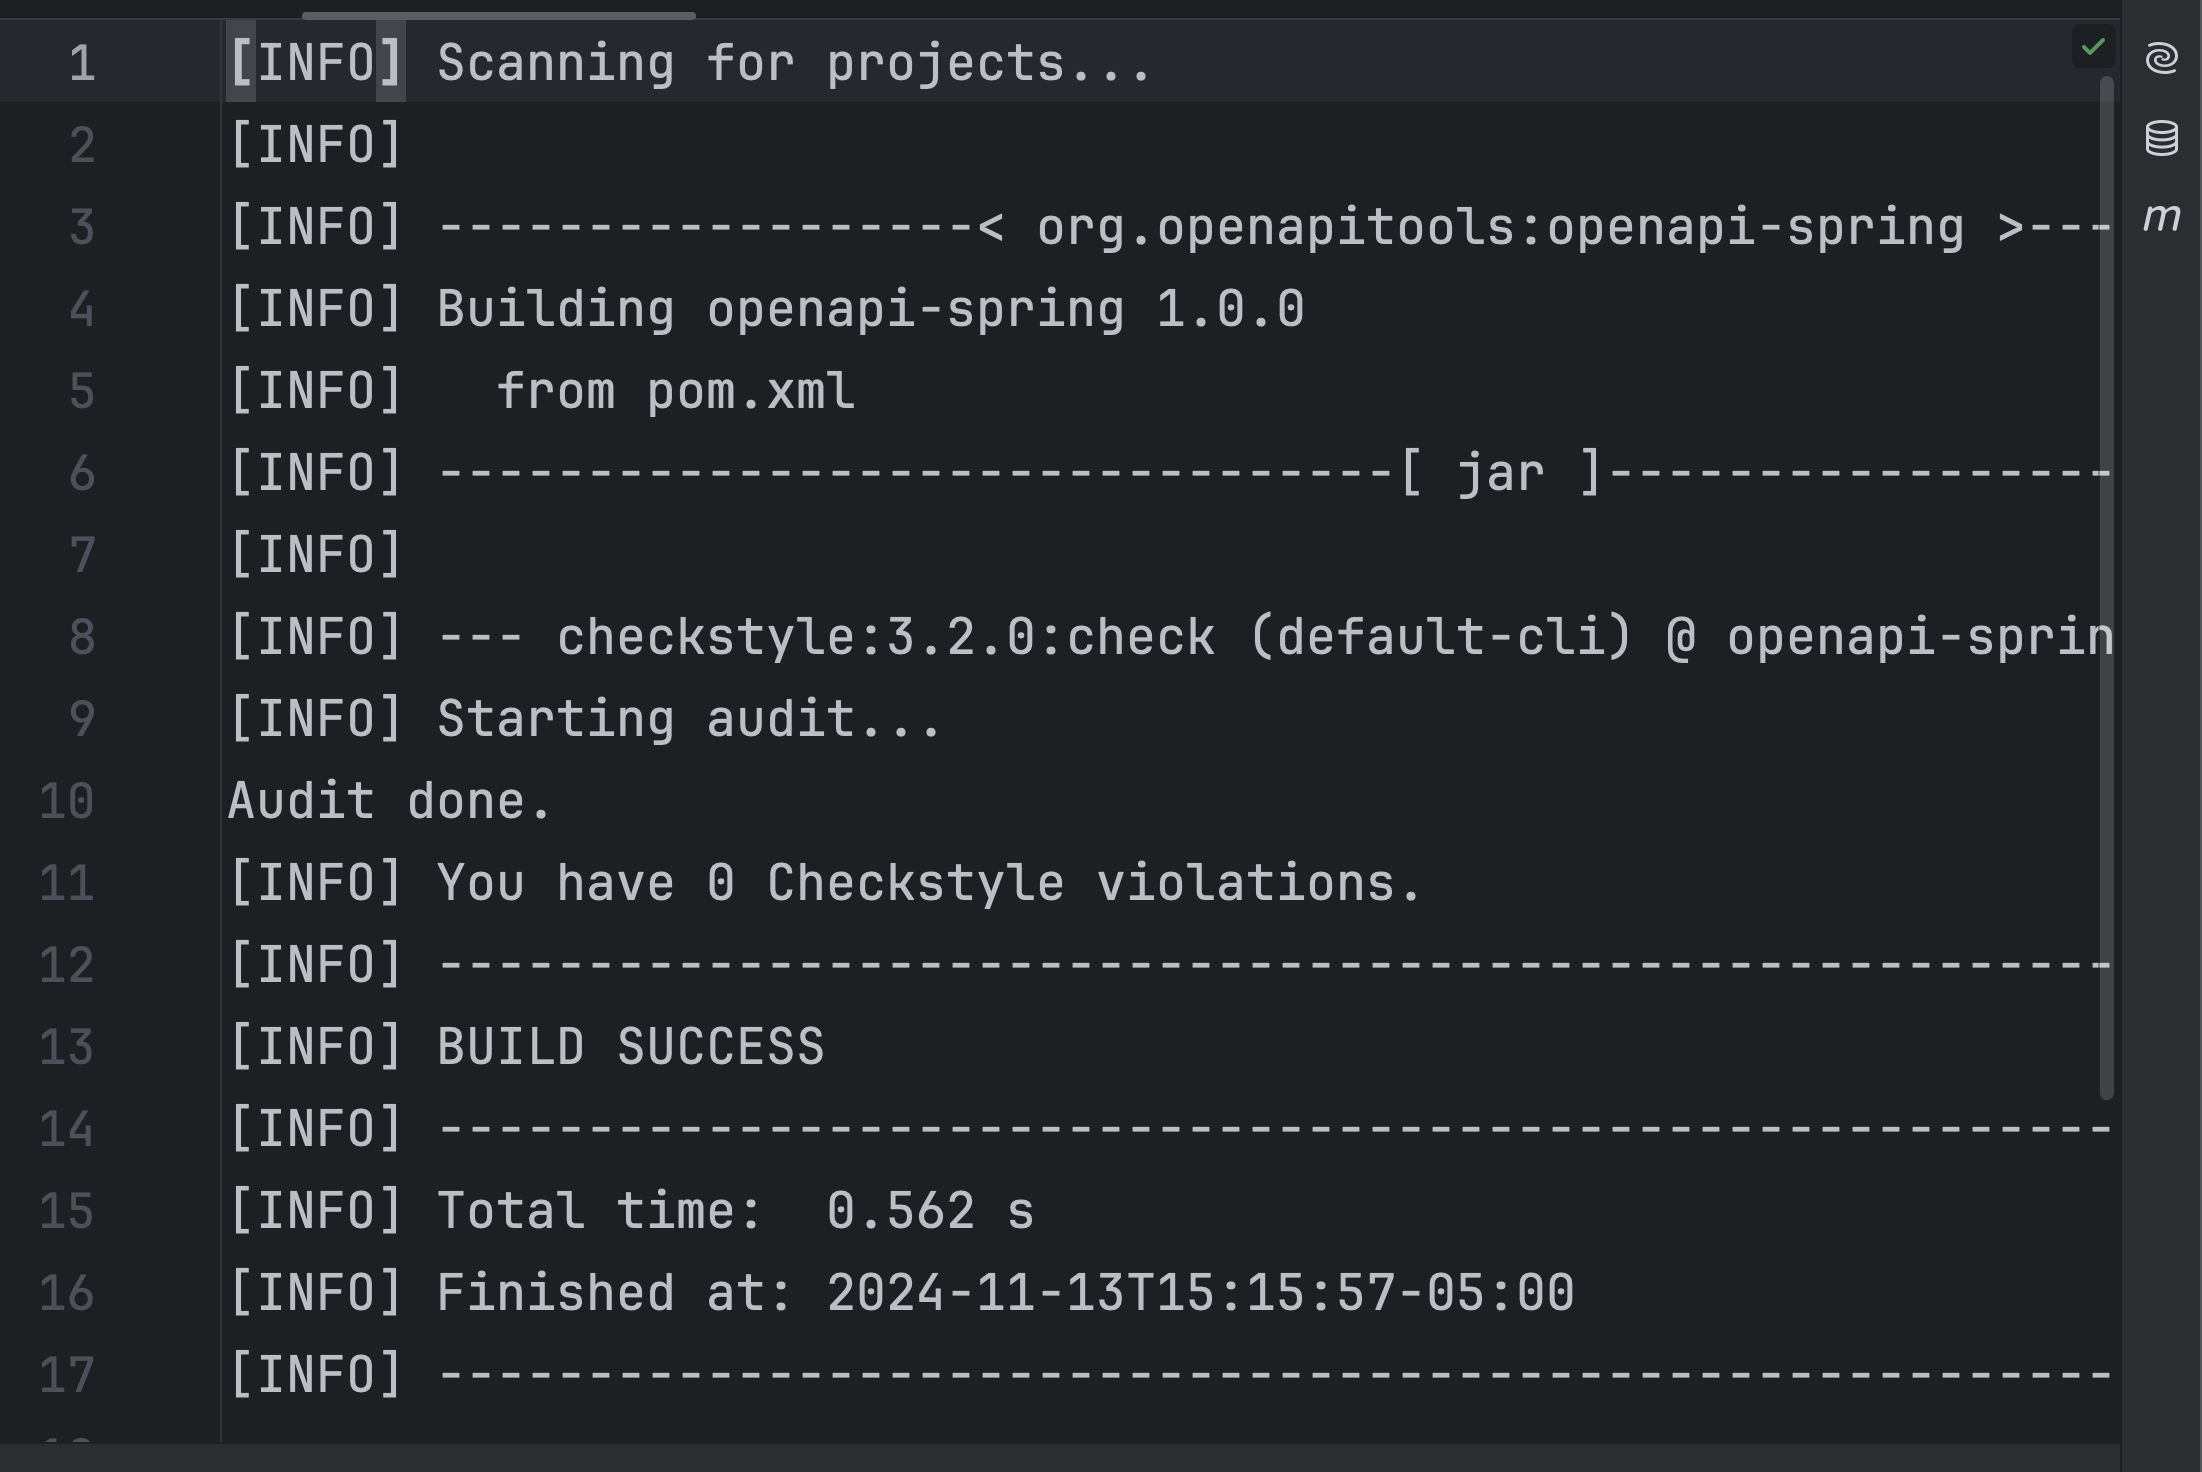 1 [INFO] Scanning for projects...
2 [INFO]
3 [INFO] ------------------< org.openapitools:openapi-spring >---
4 [INFO] Building openapi-spring 1.0.0
5 [INFO]   from pom.xml
6 [INFO] --------------------------------[ jar ]-----------------
7 [INFO]
8 [INFO] --- checkstyle:3.2.0:check (default-cli) @ openapi-sprin
9 [INFO] Starting audit...
10 Audit done.
11 [INFO] You have 0 Checkstyle violations.
12 [INFO] --------------------------------------------------------
13 [INFO] BUILD SUCCESS
14 [INFO] --------------------------------------------------------
15 [INFO] Total time:  0.562 s
16 [INFO] Finished at: 2024-11-13T15:15:57-05:00
17 [INFO] --------------------------------------------------------
m